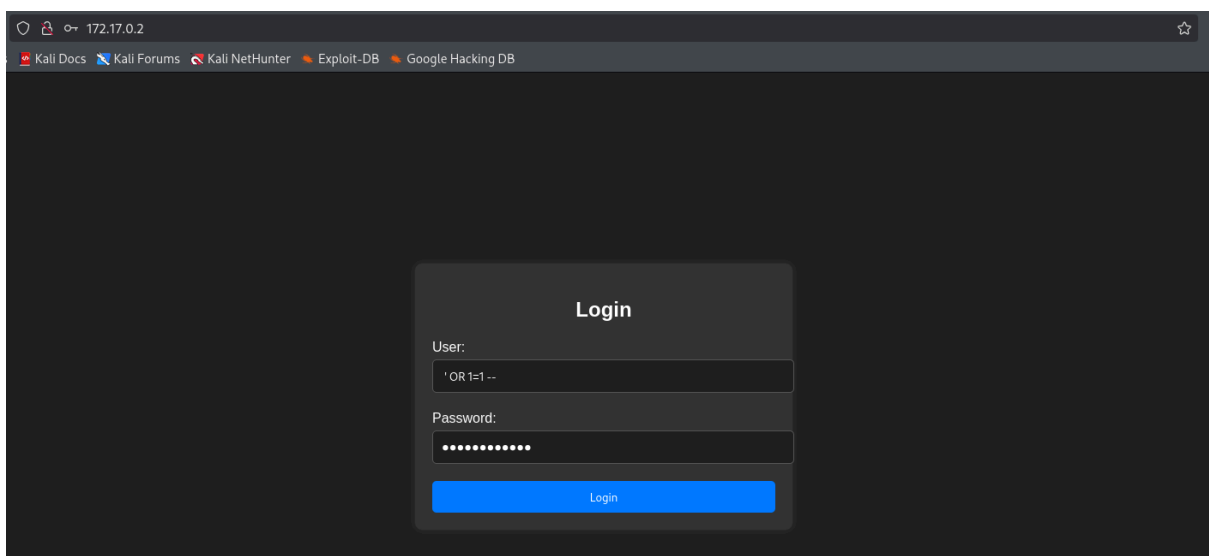 172.17.0.2
Kali Docs Kali Forums Kali NetHunter Exploit-DB Google Hacking DB
Login
User:
' OR 1=1 --
Password:
••••••••••••
Login